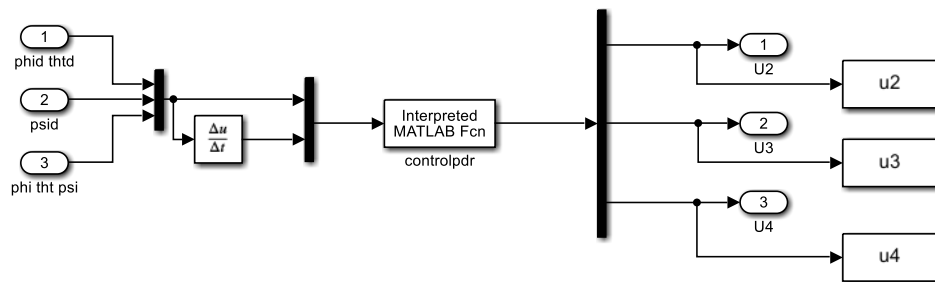 1
phid thtd
2
psid
3
phi tht psi
Δu
Δt
Interpreted
MATLAB Fcn
controlpdr
1
U2
u2
2
U3
u3
3
U4
u4